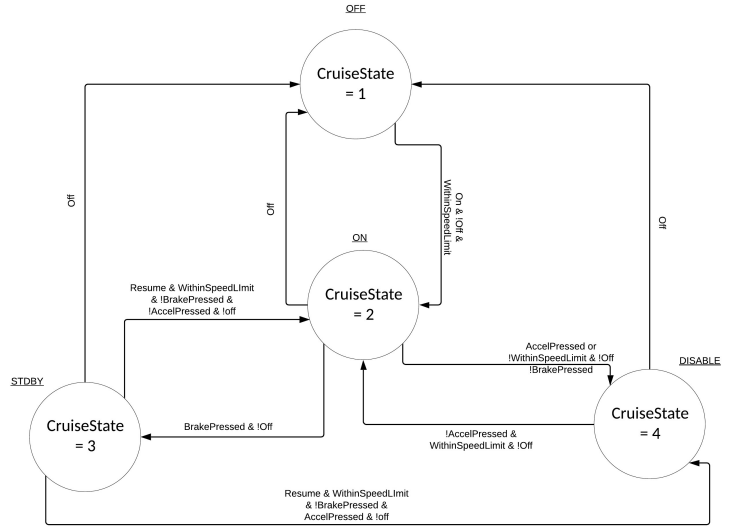 OFF
CruiseState
= 1
Off
Off
On & !Off &
WithinSpeedLimit
Off
ON
CruiseState
= 2
Resume & WithinSpeedLImit
& !BrakePressed &
!AccelPressed & !off
AccelPressed or
!WithinSpeedLimit & !Off
!BrakePressed
DISABLE
STDBY
CruiseState
= 3
BrakePressed & !Off
CruiseState
= 4
!AccelPressed &
WithinSpeedLimit & !Off
Resume & WithinSpeedLImit
& !BrakePressed &
AccelPressed & !off